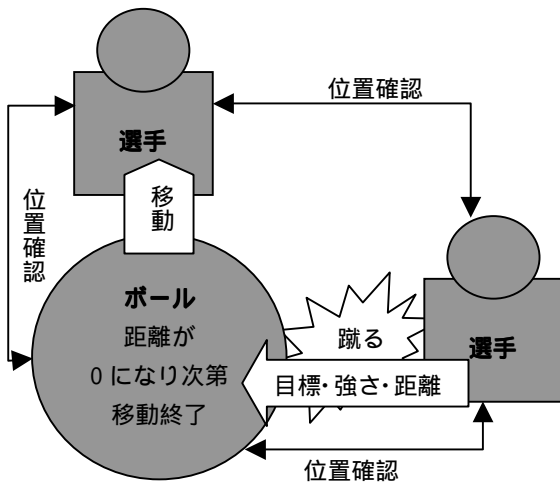 位置確認
選手
移動
位置確認
ボール
距離が
0になり次第
移動終了
蹴る
選手
目標・強さ・距離
位置確認